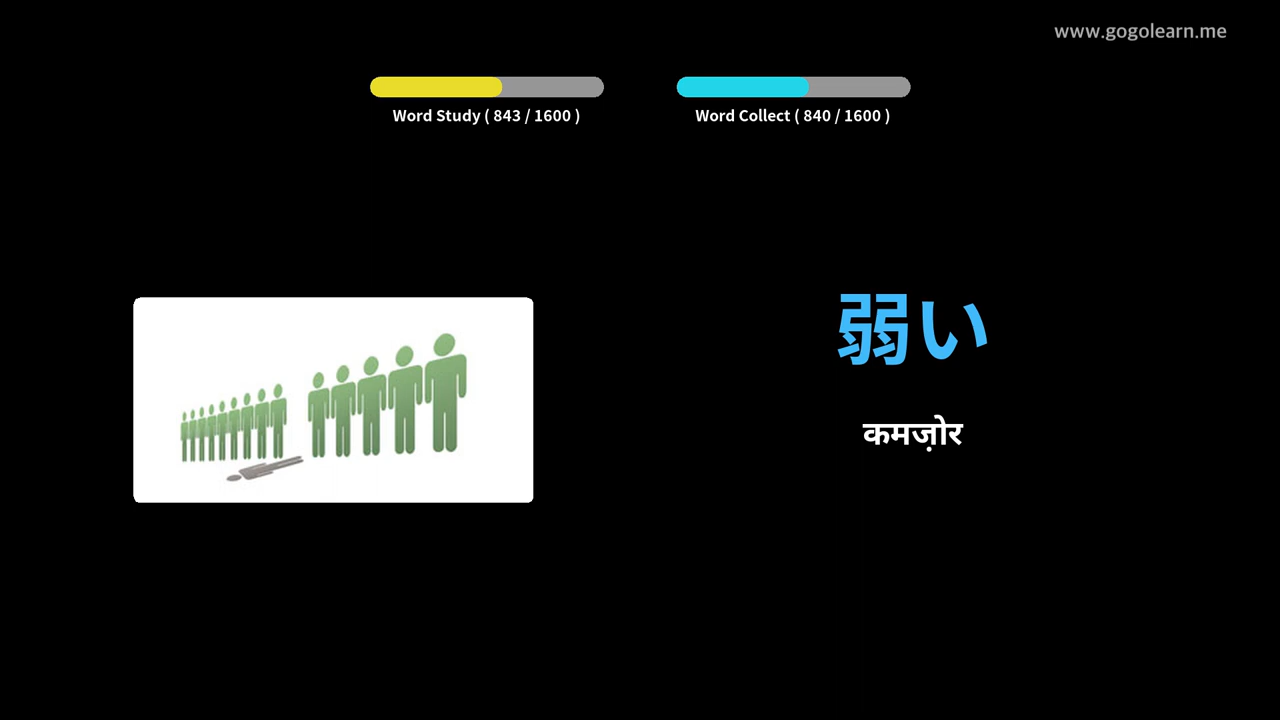 www.gogolearn.me
Word Study ( 843 / 1600 )
Word Collect ( 840 / 1600 )
弱い
कमज़ोर